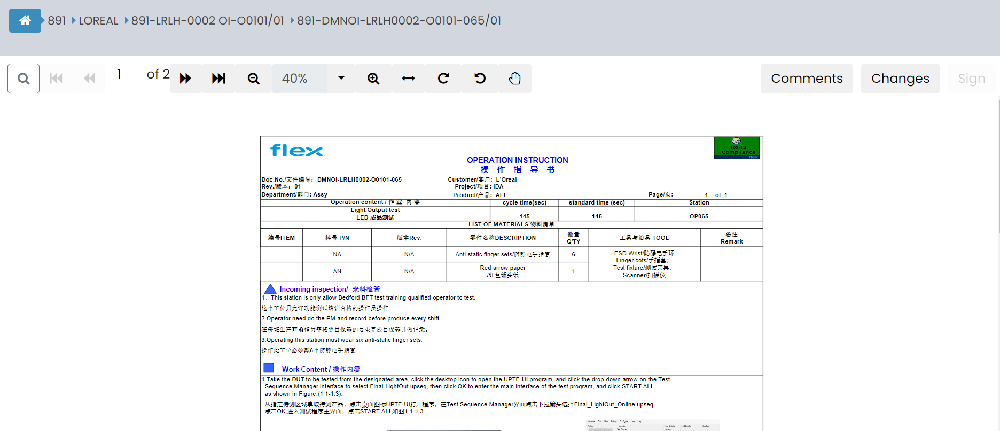 891 LOREAL 891-LRLH-0002 OI-O0101/01 891-DMNOI-LRLH0002-O0101-065/01
1 of 2 40% Comments Changes Sign
flex
RoHS
Compliance
flex
OPERATION INSTRUCTION
操 作 指 导 书
Doc.No./文件编号: DMNOI-LRLH0002-O0101-065 Customer/客户: L'Oreal
Rev./版本: 01 Project/项目: IDA
Department/部门: Assy Product/产品: ALL Page/页: 1 of 1
Operation content / 作 业 内 容 cycle time(sec) standard time (sec) Station
Light Output test
LED 成品测试 145 145 OP065
LIST OF MATERIALS 物料清单
编号ITEM 料号 P/N 版本Rev. 零件名称DESCRIPTION 数量 Q'TY 工具与治具 TOOL 备注 Remark
NA N/A Anti-static finger sets/防静电手指套 6
AN N/A Red arrow paper /红色箭头纸 1
ESD Wrist/防静电手环
Finger cots/手指套;
Test fixture/测试夹具;
Scanner/扫描仪
Incoming inspection/ 来料检查
1、This station is only allow Bedford BFT test training qualified operator to test.
这个工位只允许功能测试培训合格的操作员操作.
2.Operator need do the PM and record before produce every shift.
在每班生产前操作员需按照日保养的要求完成日保养并做记录。
3.Operating this station must wear six anti-static finger sets.
操作此工位必须戴6个防静电手指套
Work Content / 操作内容
1.Take the DUT to be tested from the designated area, click the desktop icon to open the UPTE-UI program, and click the drop-down arrow on the Test
Sequence Manager interface to select Final-LightOut.upseq, then click OK to enter the main interface of the test program, and click START ALL
as shown in Figure:(1.1-1.3).
从指定待测区域拿取待测产品，点击桌面图标UPTE-UI打开程序，在Test Sequence Manager界面点击下拉箭头选择Final_LightOut_Online.upseq
点击OK,进入测试程序主界面，点击START ALL如图1.1-1.3.
Operate Edit View Debug Configure User Help